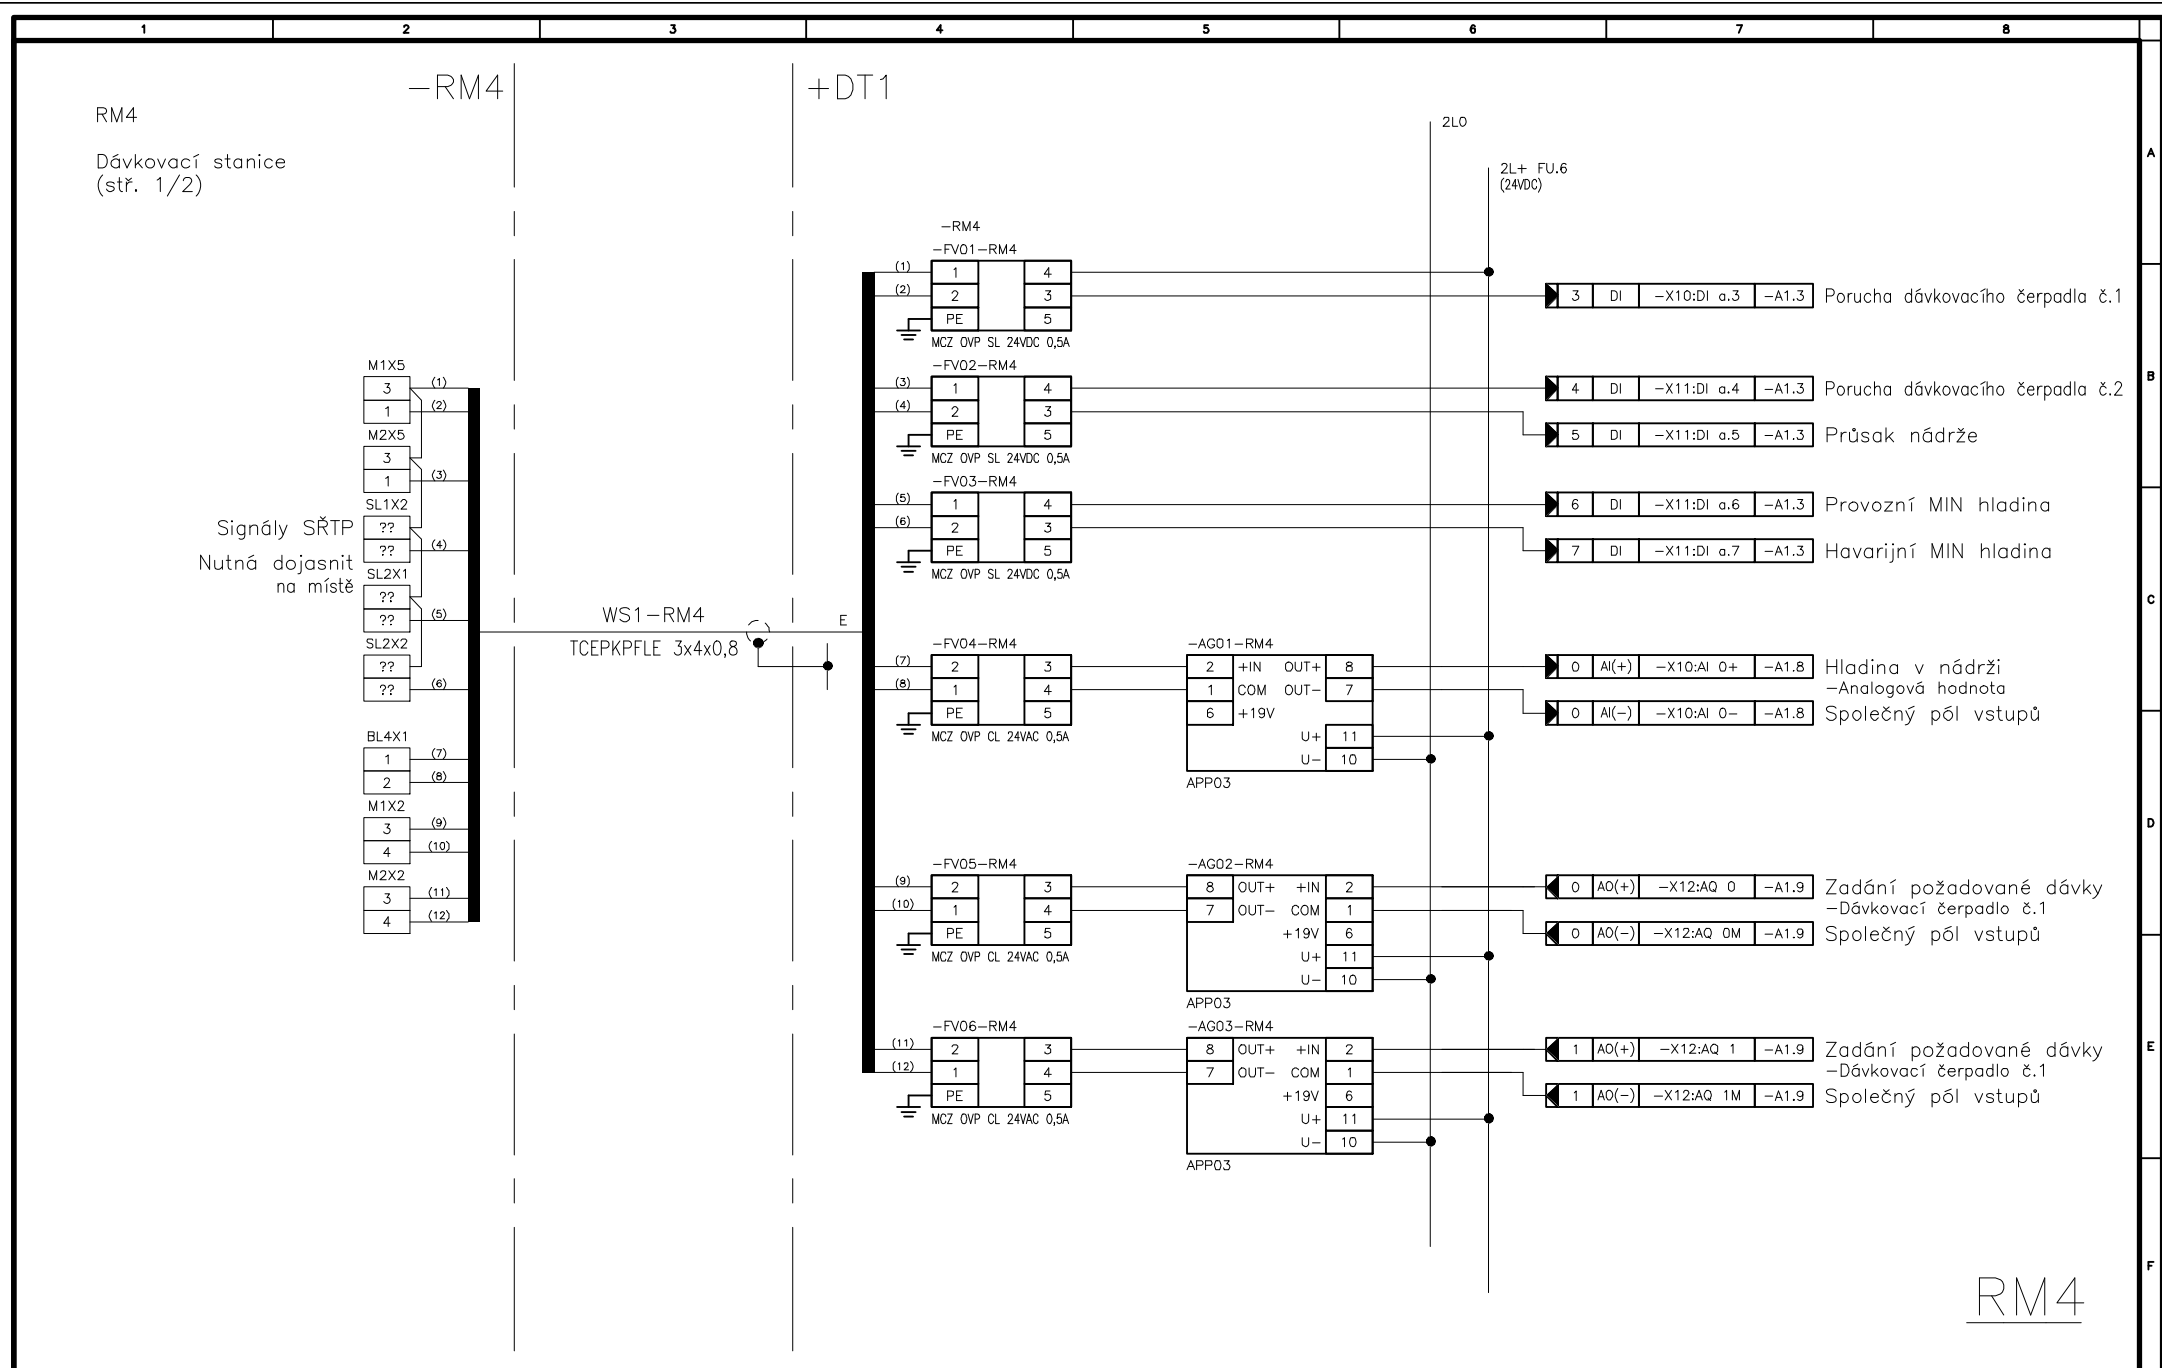 1 2 3 4 5 6 7 8
-RM4
+DT1
RM4
Dávkovací stanice
(stř. 1/2)
2L0
2L+ FU.6
(24VDC)
A
B
C
D
E
F
M1X5
3 (1)
1 (2)
M2X5
3
1 (3)
SL1X2
??
?? (4)
SL2X1
??
?? (5)
SL2X2
??
?? (6)
Signály SŘTP
Nutná dojasnit
na místě
BL4X1
1 (7)
2 (8)
M1X2
3 (9)
4 (10)
M2X2
3 (11)
4 (12)
WS1-RM4
TCEPKPFLE 3x4x0,8
E
-RM4
-FV01-RM4
(1) 1 4
(2) 2 3
PE 5
MCZ OVP SL 24VDC 0,5A
3 DI -X10:DI a.3 -A1.3 Porucha dávkovacího čerpadla č.1
-FV02-RM4
(3) 1 4
(4) 2 3
PE 5
MCZ OVP SL 24VDC 0,5A
4 DI -X11:DI a.4 -A1.3 Porucha dávkovacího čerpadla č.2
5 DI -X11:DI a.5 -A1.3 Průsak nádrže
-FV03-RM4
(5) 1 4
(6) 2 3
PE 5
MCZ OVP SL 24VDC 0,5A
6 DI -X11:DI a.6 -A1.3 Provozní MIN hladina
7 DI -X11:DI a.7 -A1.3 Havarijní MIN hladina
-FV04-RM4
(7) 2 3
(8) 1 4
PE 5
MCZ OVP CL 24VAC 0,5A
-AG01-RM4
2 +IN OUT+ 8
1 COM OUT- 7
6 +19V
U+ 11
U- 10
APP03
0 AI(+) -X10:AI 0+ -A1.8 Hladina v nádrži
-Analogová hodnota
0 AI(-) -X10:AI 0- -A1.8 Společný pól vstupů
-FV05-RM4
(9) 2 3
(10) 1 4
PE 5
MCZ OVP CL 24VAC 0,5A
-AG02-RM4
8 OUT+ +IN 2
7 OUT- COM 1
+19V 6
U+ 11
U- 10
APP03
0 AO(+) -X12:AQ 0 -A1.9 Zadání požadované dávky
-Dávkovací čerpadlo č.1
0 AO(-) -X12:AQ 0M -A1.9 Společný pól vstupů
-FV06-RM4
(11) 2 3
(12) 1 4
PE 5
MCZ OVP CL 24VAC 0,5A
-AG03-RM4
8 OUT+ +IN 2
7 OUT- COM 1
+19V 6
U+ 11
U- 10
APP03
1 AO(+) -X12:AQ 1 -A1.9 Zadání požadované dávky
-Dávkovací čerpadlo č.1
1 AO(-) -X12:AQ 1M -A1.9 Společný pól vstupů
RM4